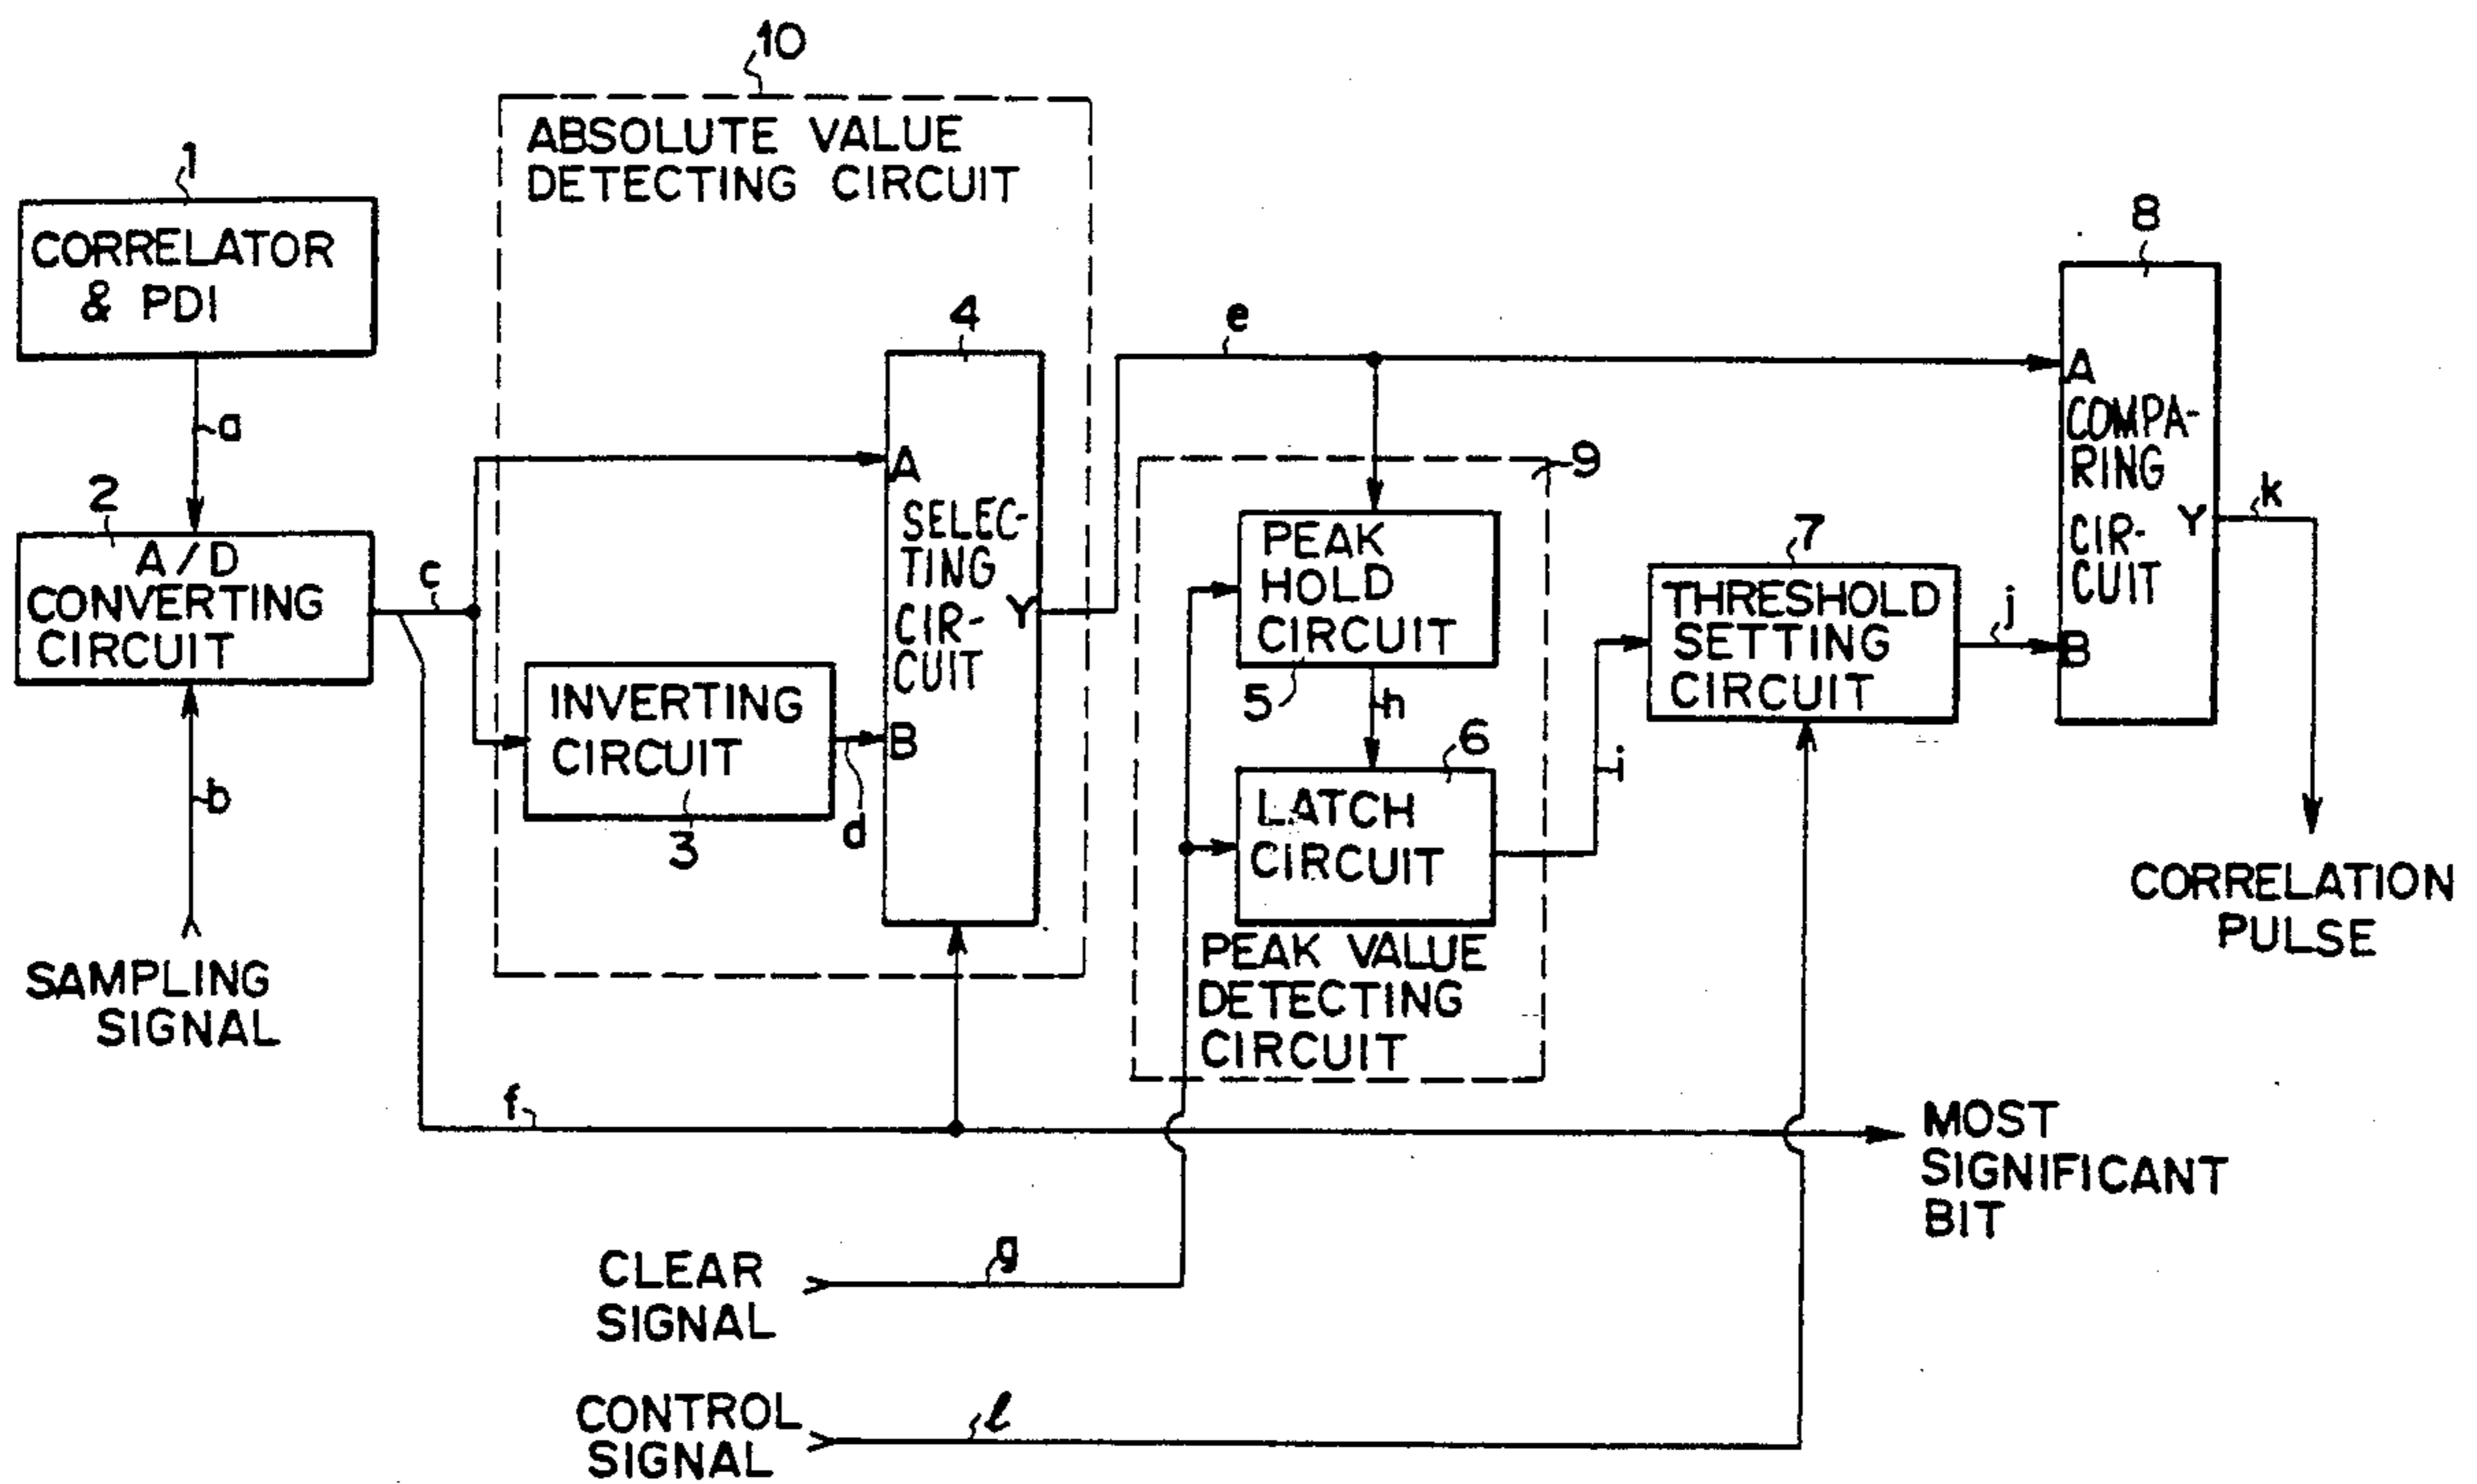 10
ABSOLUTE VALUE
DETECTING CIRCUIT
1
CORRELATOR
& PDI
a
2
A/D
CONVERTING
CIRCUIT
b
SAMPLING
SIGNAL
c
INVERTING
CIRCUIT
3
d
4
A
SELEC-
TING
CIR-
CUIT
Y
B
e
9
PEAK
HOLD
CIRCUIT
5
h
6
LATCH
CIRCUIT
PEAK VALUE
DETECTING
CIRCUIT
i
7
THRESHOLD
SETTING
CIRCUIT
j
8
A
COMPA-
RING
CIR-
CUIT
Y
B
k
CORRELATION
PULSE
f
MOST
SIGNIFICANT
BIT
CLEAR
SIGNAL
g
CONTROL
SIGNAL
ℓ